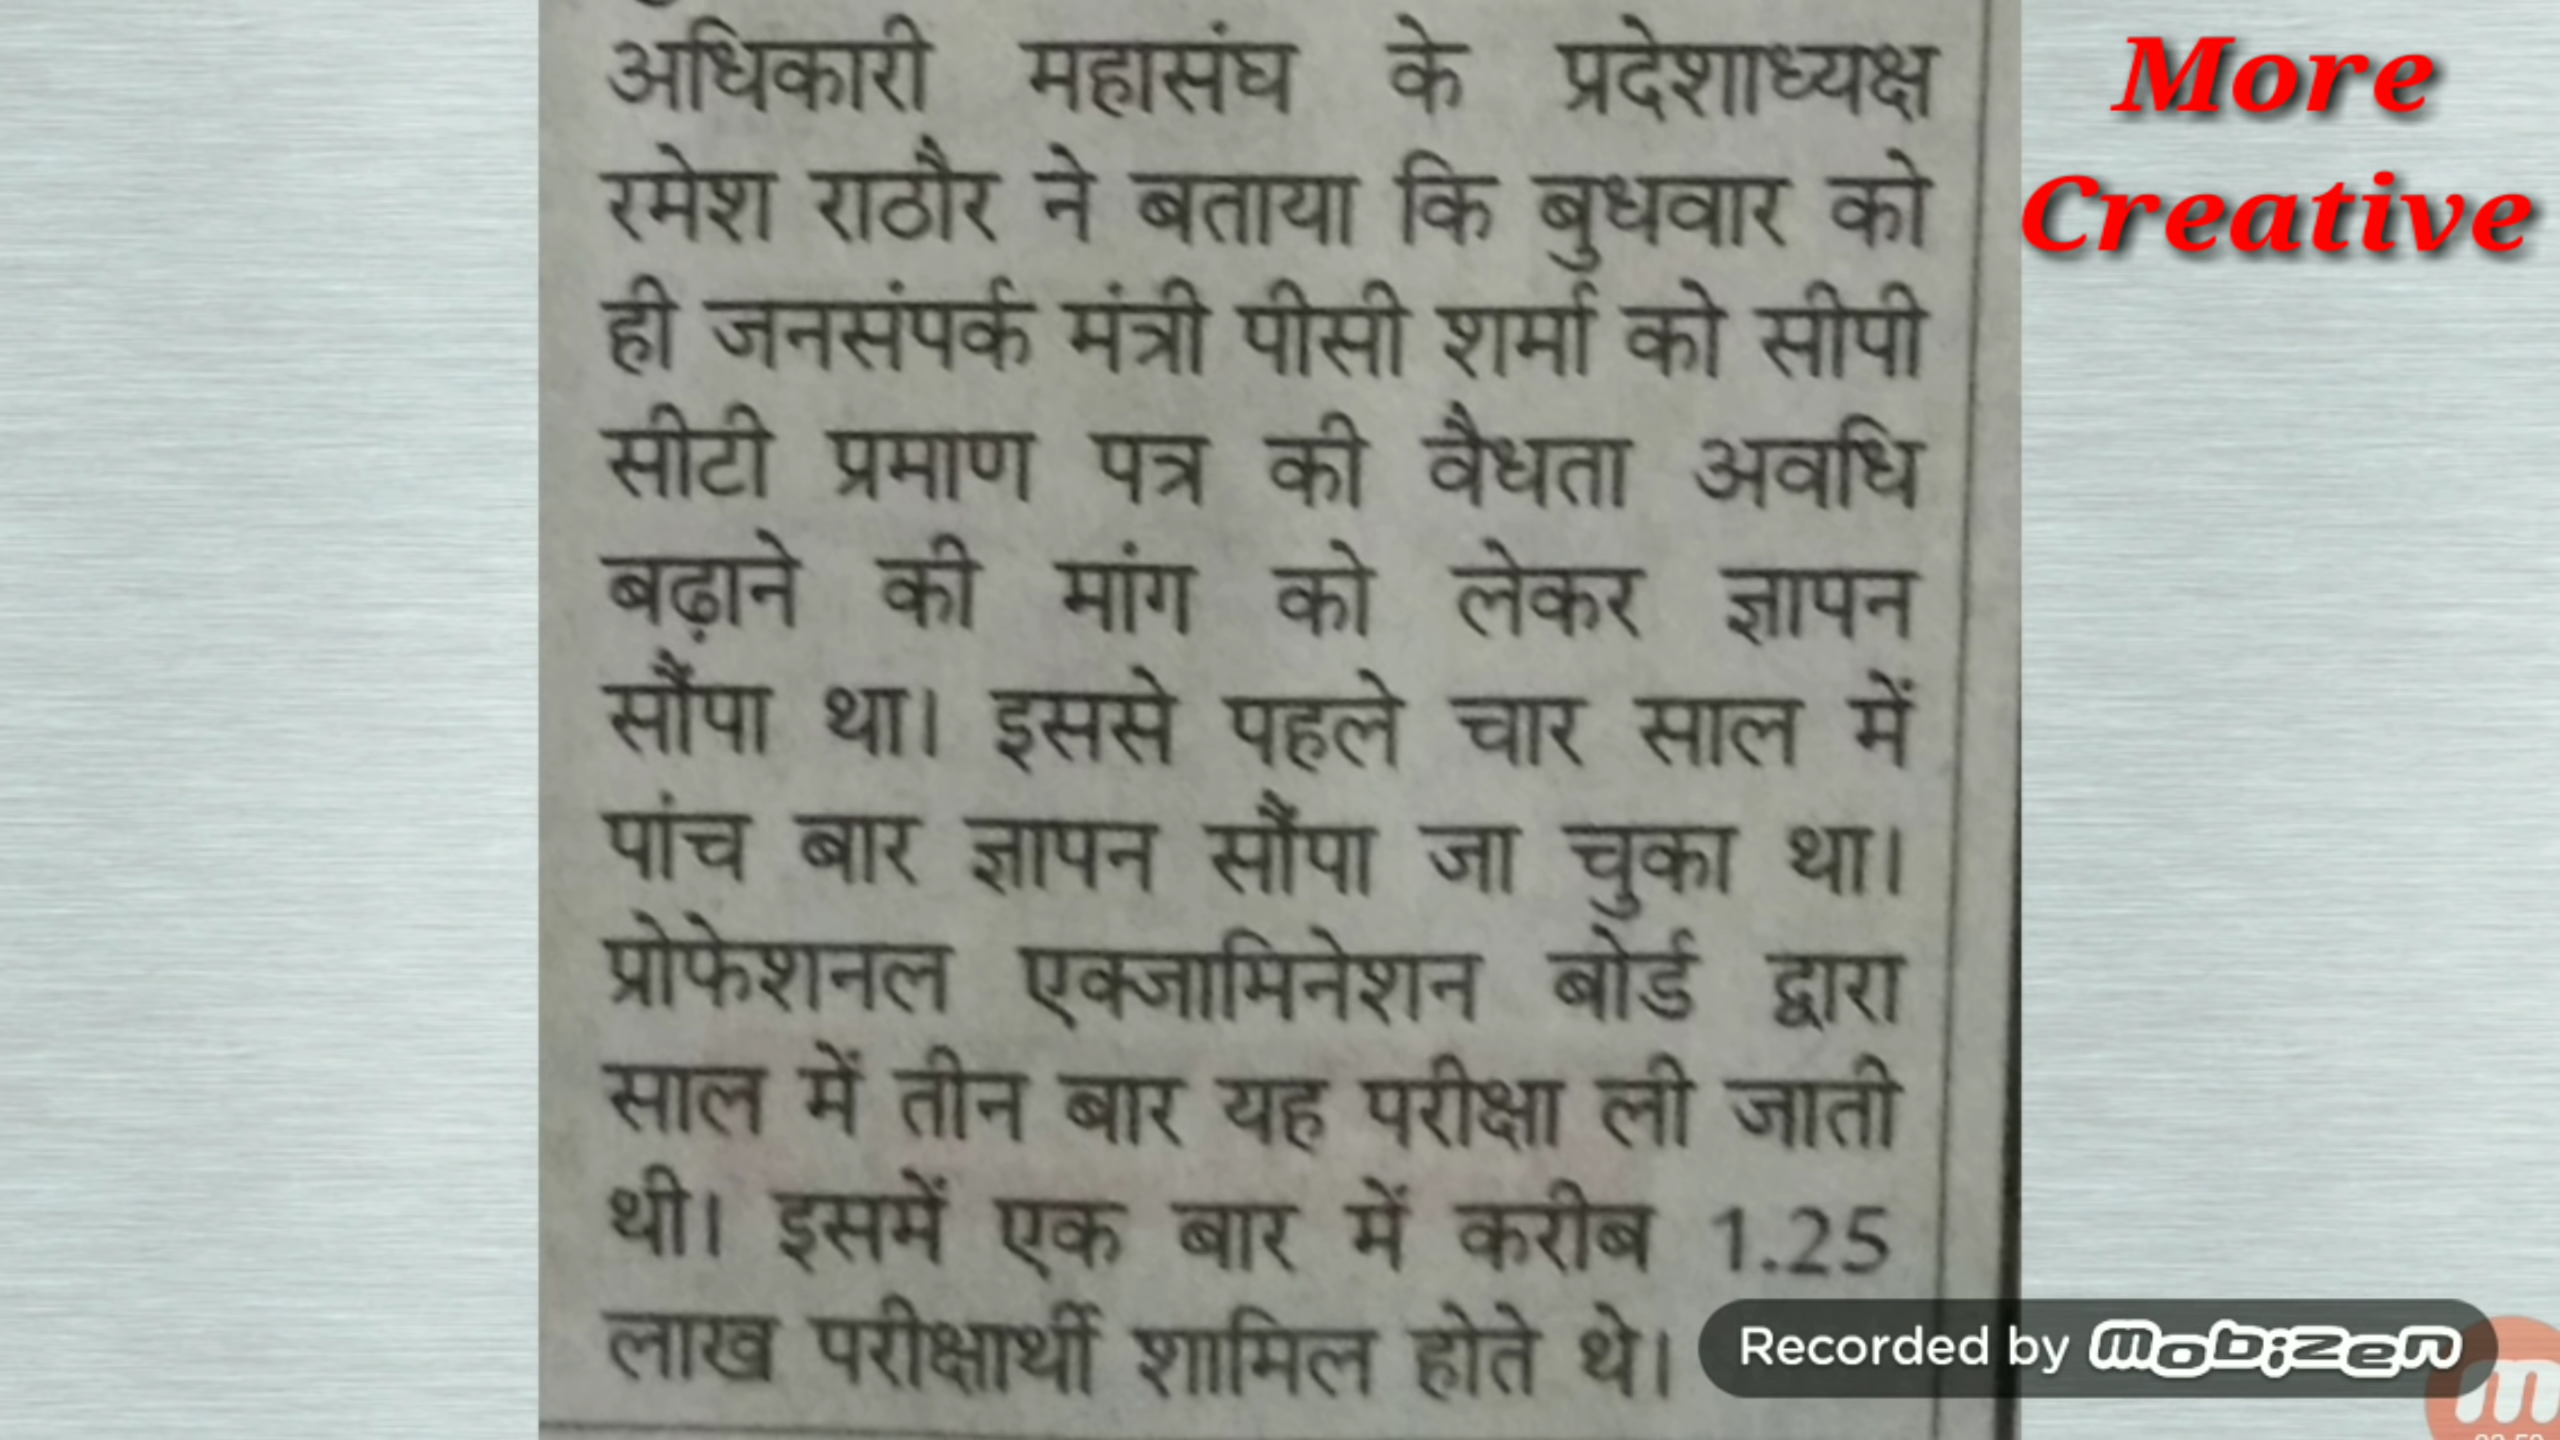 अधिकारी महासंघ के प्रदेशाध्यक्ष
रमेश राठौर ने बताया कि बुधवार को
ही जनसंपर्क मंत्री पीसी शर्मा को सीपी
सीटी प्रमाण पत्र की वैधता अवधि
बढ़ाने की मांग को लेकर ज्ञापन
सौंपा था। इससे पहले चार साल में
पांच बार ज्ञापन सौंपा जा चुका था।
प्रोफेशनल एक्जामिनेशन बोर्ड द्वारा
साल में तीन बार यह परीक्षा ली जाती
थी। इसमें एक बार में करीब 1.25
लाख परीक्षार्थी शामिल होते थे।
More
Creative
Recorded by mobizen